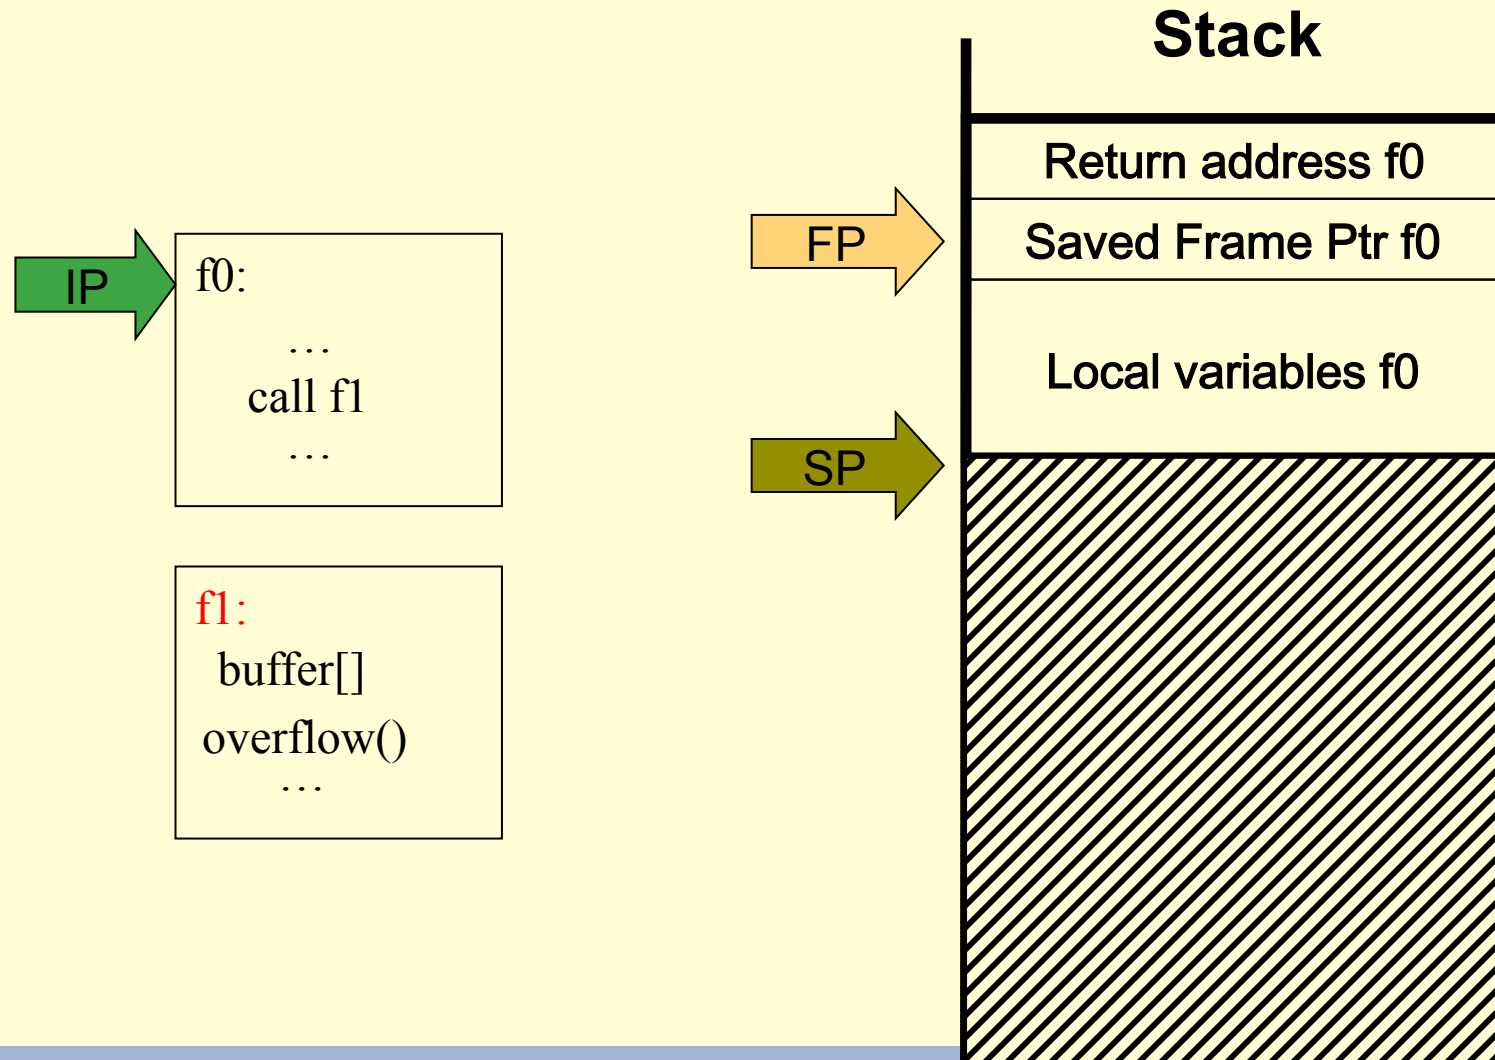 Stack
Return address f0
FP
Saved Frame Ptr f0
IP
f0:
…
call f1
…
Local variables f0
SP
f1:
buffer[]
overflow()
…